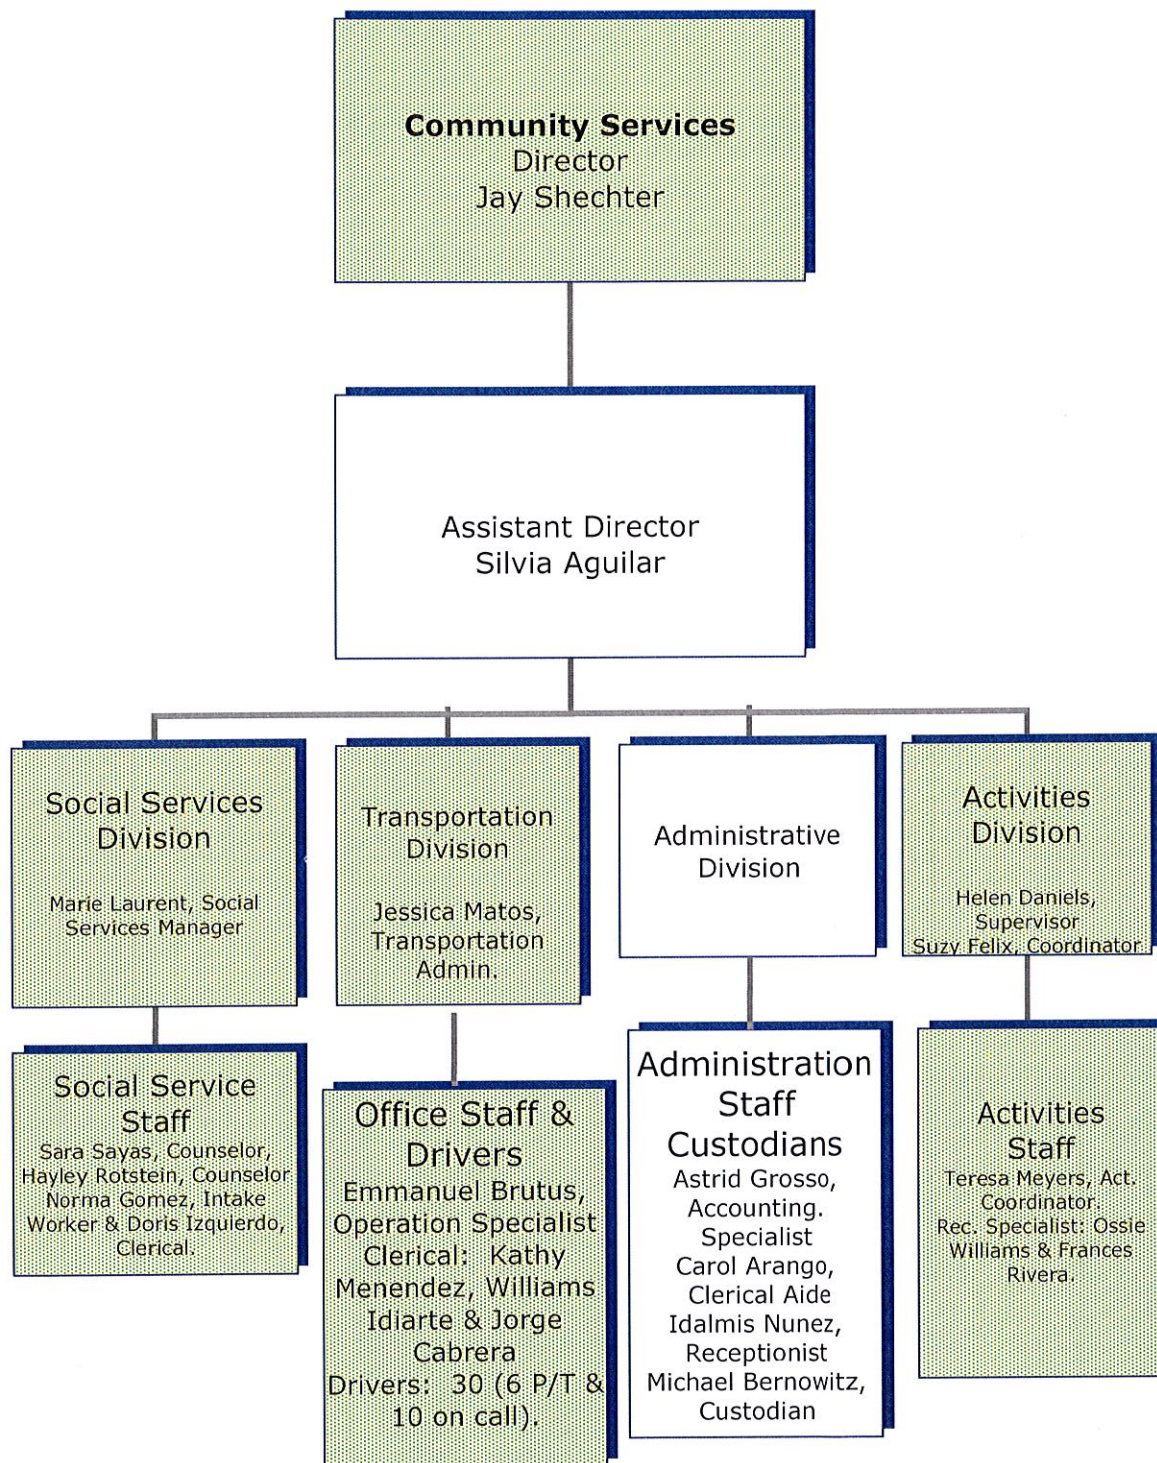 Community Services
Director
Jay Shechter
Assistant Director
Silvia Aguilar
Social Services
Division
Marie Laurent, Social
Services Manager
Transportation
Division
Jessica Matos,
Transportation
Admin.
Administrative
Division
Activities
Division
Helen Daniels,
Supervisor
Suzy Felix, Coordinator
Social Service
Staff
Sara Sayas, Counselor,
Hayley Rotstein, Counselor
Norma Gomez, Intake
Worker & Doris Izquierdo,
Clerical.
Office Staff &
Drivers
Emmanuel Brutus,
Operation Specialist
Clerical: Kathy
Menendez, Williams
Idiarte & Jorge
Cabrera
Drivers: 30 (6 P/T &
10 on call).
Administration
Staff
Custodians
Astrid Grosso,
Accounting.
Specialist
Carol Arango,
Clerical Aide
Idalmis Nunez,
Receptionist
Michael Bernowitz,
Custodian
Activities
Staff
Teresa Meyers, Act.
Coordinator.
Rec. Specialist: Ossie
Williams & Frances
Rivera.